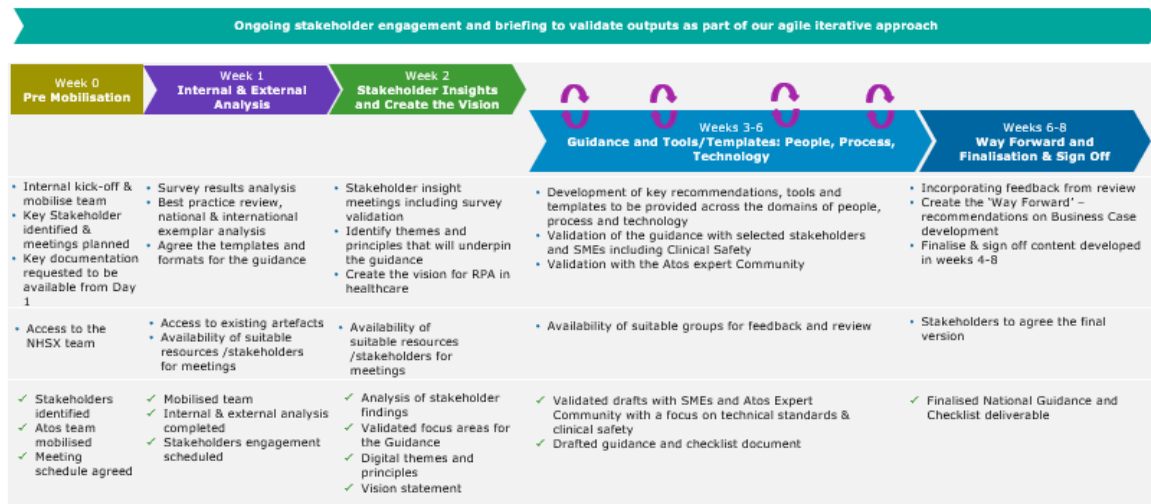 Ongoing stakeholder engagement and briefing to validate outputs as part of our agile iterative approach
Week 0
Pre Mobilisation
Week 1
Internal & External
Analysis
Week 2
Stakeholder Insights
and Create the Vision
Weeks 3-6
Guidance and Tools/Templates: People, Process,
Technology
Weeks 6-8
Way Forward and
Finalisation & Sign Off
• Internal kick-off &
mobilise team
• Key Stakeholder
identified &
meetings planned
• Key documentation
requested to be
available from Day
1
• Survey results analysis
• Best practice review,
national & international
exemplar analysis
• Agree the templates and
formats for the guidance
• Stakeholder insight
meetings including survey
validation
• Identify themes and
principles that will underpin
the guidance
• Create the vision for RPA in
healthcare
• Development of key recommendations, tools and
templates to be provided across the domains of people,
process and technology
• Validation of the guidance with selected stakeholders
and SMEs including Clinical Safety
• Validation with the Atos expert Community
• Incorporating feedback from review
• Create the 'Way Forward' –
recommendations on Business Case
development
• Finalise & sign off content developed
in weeks 4-8
• Access to the
NHSX team
• Access to existing artefacts
• Availability of suitable
resources /stakeholders
for meetings
• Availability of
suitable resources
/stakeholders for
meetings
• Availability of suitable groups for feedback and review
• Stakeholders to agree the final
version
✓ Stakeholders
identified
✓ Atos team
mobilised
✓ Meeting
schedule agreed
✓ Mobilised team
✓ Internal & external analysis
completed
✓ Stakeholders engagement
scheduled
✓ Analysis of stakeholder
findings
✓ Validated focus areas for
the Guidance
✓ Digital themes and
principles
✓ Vision statement
✓ Validated drafts with SMEs and Atos Expert
Community with a focus on technical standards &
clinical safety
✓ Drafted guidance and checklist document
✓ Finalised National Guidance and
Checklist deliverable